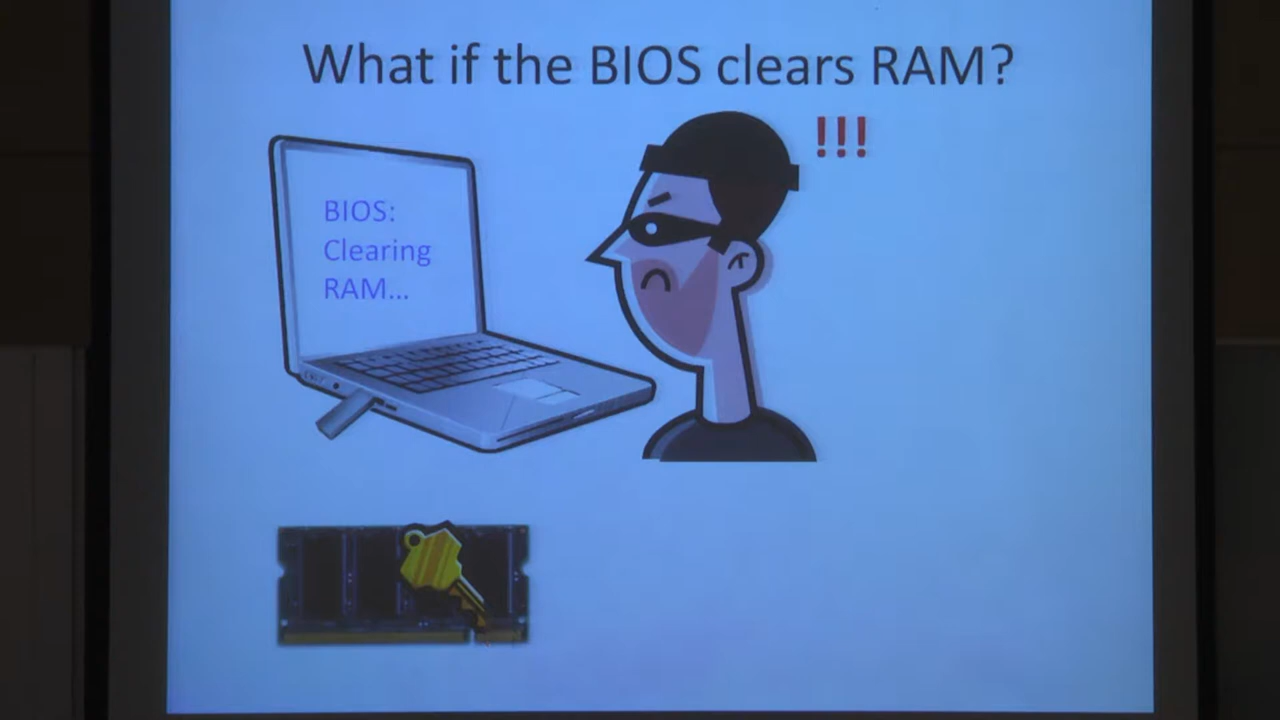 What if the BIOS clears RAM?
!!!
BIOS:
Clearing
RAM...